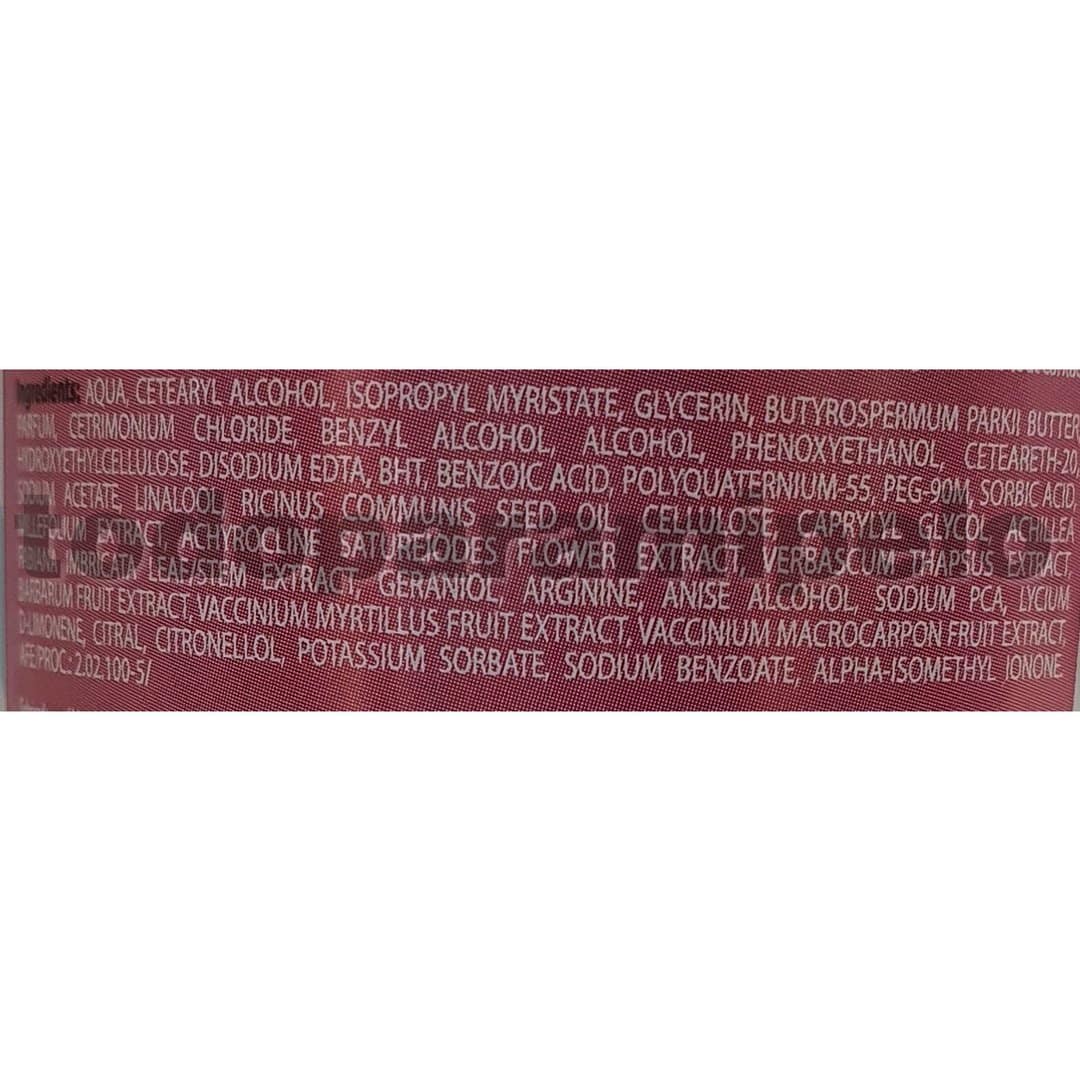 Ingredients: AQUA, CETEARYL ALCOHOL, ISOPROPYL MYRISTATE, GLYCERIN, BUTYROSPERMUM PARKII BUTTER
PARFUM, CETRIMONIUM CHLORIDE, BENZYL ALCOHOL, ALCOHOL, PHENOXYETHANOL, CETEARETH-20,
HYDROXYETHYLCELLULOSE, DISODIUM EDTA, BHT, BENZOIC ACID, POLYQUATERNIUM-55, PEG-90M, SORBIC ACID,
SODIUM ACETATE, LINALOOL, RICINUS COMMUNIS SEED OIL, CELLULOSE, CAPRYLYL GLYCOL, ACHILLEA
MILLEFOLIUM EXTRACT, ACHYROCLINE SATUREIODES FLOWER EXTRACT, VERBASCUM THAPSUS EXTRACT,
FABIANA IMBRICATA LEAF/STEM EXTRACT, GERANIOL, ARGININE, ANISE ALCOHOL, SODIUM PCA, LYCIUM
BARBARUM FRUIT EXTRACT, VACCINIUM MYRTILLUS FRUIT EXTRACT, VACCINIUM MACROCARPON FRUIT EXTRACT,
D-LIMONENE, CITRAL, CITRONELLOL, POTASSIUM SORBATE, SODIUM BENZOATE, ALPHA-ISOMETHYL IONONE
AFE/PROC: 2.02.100-5/